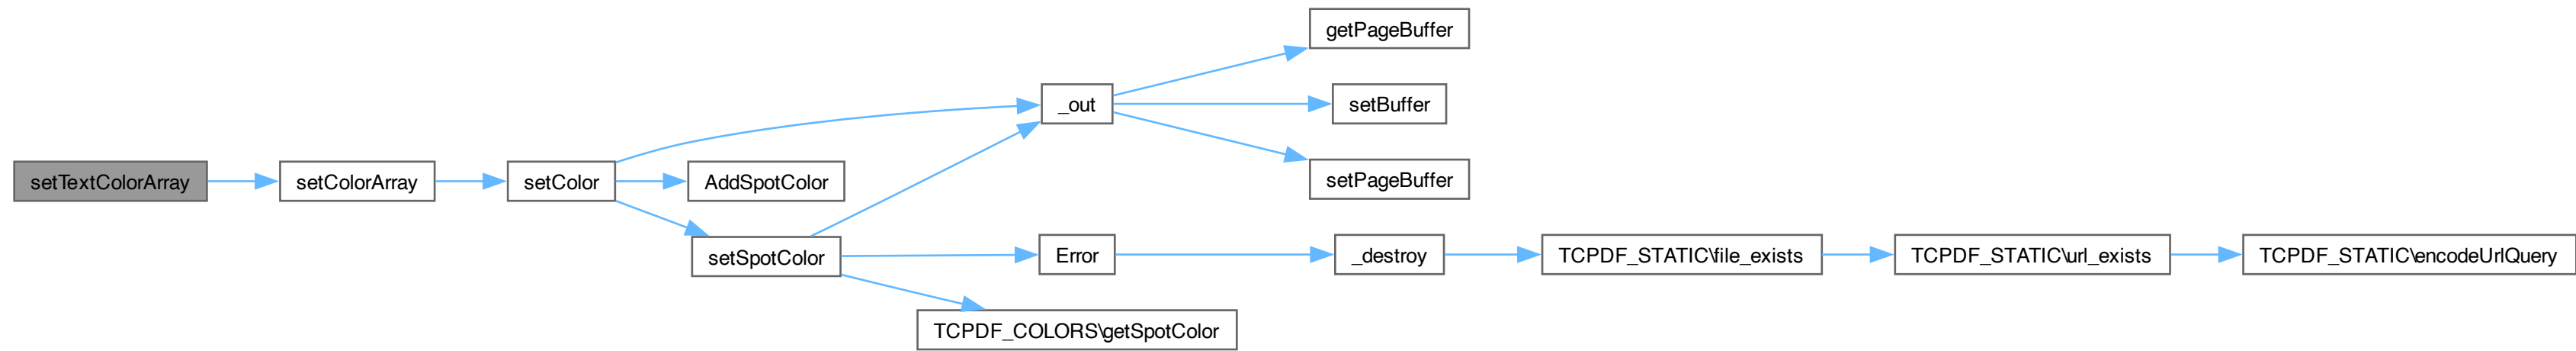 setTextColorArray
setColorArray
setColor
_out
getPageBuffer
setBuffer
setPageBuffer
AddSpotColor
setSpotColor
Error
_destroy
TCPDF_STATIC\file_exists
TCPDF_STATIC\url_exists
TCPDF_STATIC\encodeUrlQuery
TCPDF_COLORS\getSpotColor